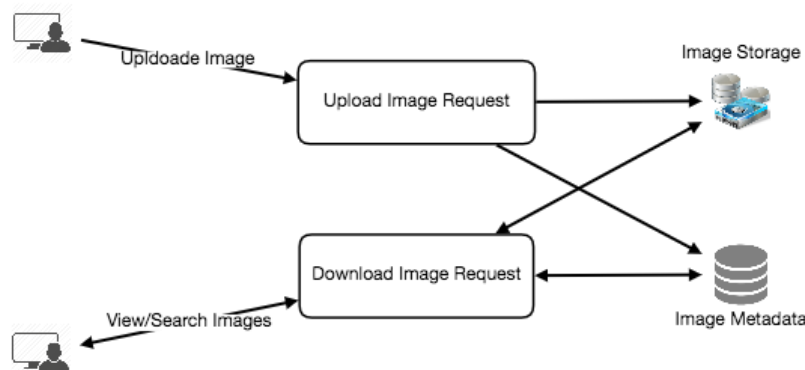 Image Storage
Upldoade Image
Upload Image Request
Download Image Request
View/Search Images
Image Metadata